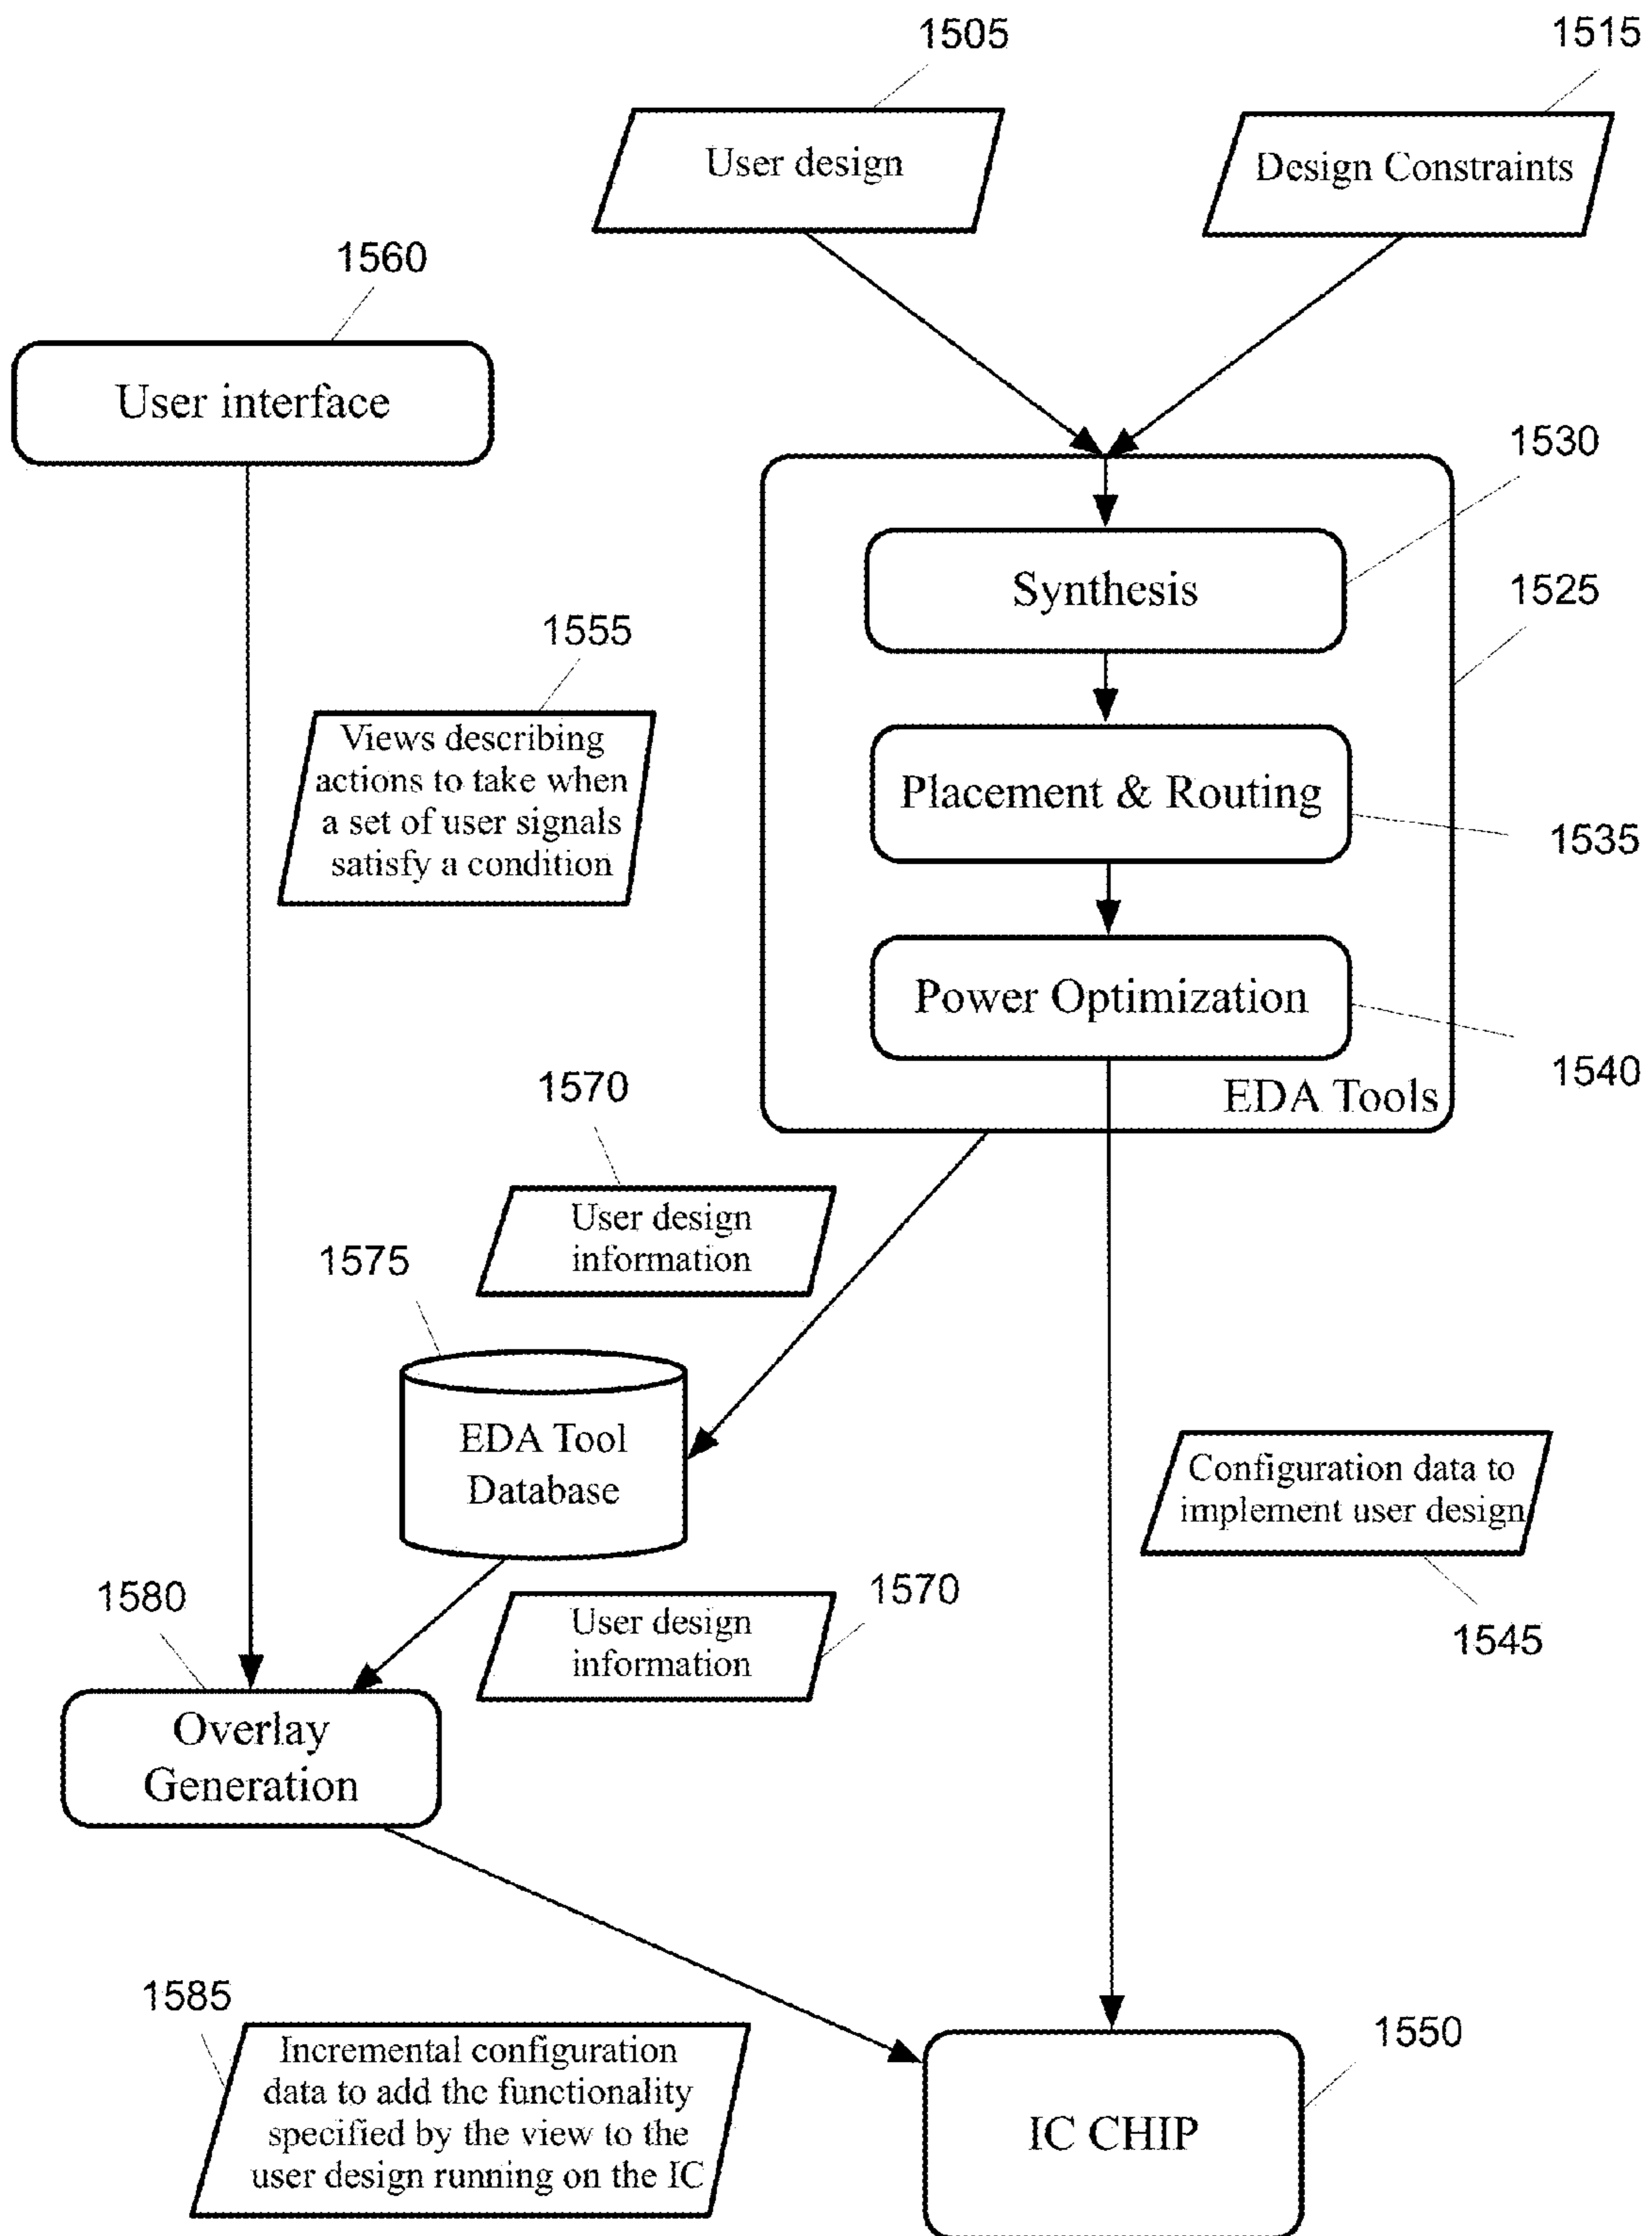 1505
1515
User design
Design Constraints
1560
User interface
1530
Synthesis
1525
1555
Views describing
actions to take when
a set of user signals
satisfy a condition
Placement & Routing
1535
Power Optimization
1540
EDA Tools
1570
User design
information
1575
EDA Tool
Database
Configuration data to
implement user design
1545
1580
1570
User design
information
Overlay
Generation
1585
Incremental configuration
data to add the functionality
specified by the view to the
user design running on the IC
1550
IC CHIP